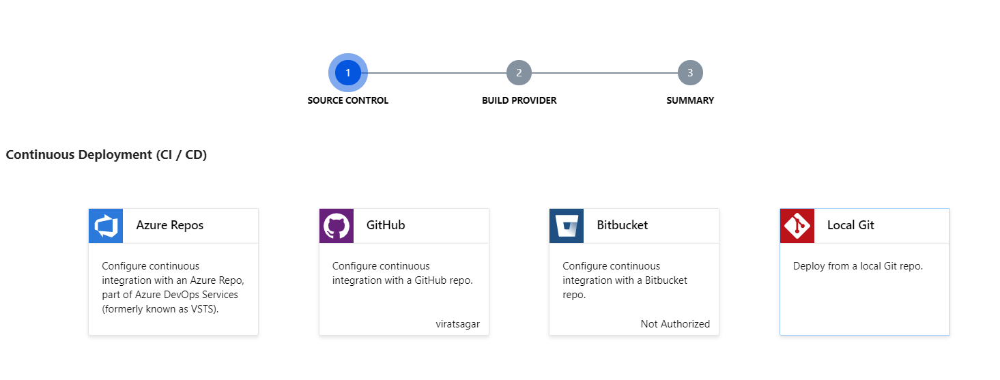 1
2
3
SOURCE CONTROL
BUILD PROVIDER
SUMMARY
Continuous Deployment (CI / CD)
Azure Repos
Configure continuous
integration with an Azure Repo,
part of Azure DevOps Services
(formerly known as VSTS).
GitHub
Configure continuous
integration with a GitHub repo.
viratsagar
Bitbucket
Configure continuous
integration with a Bitbucket
repo.
Not Authorized
Local Git
Deploy from a local Git repo.